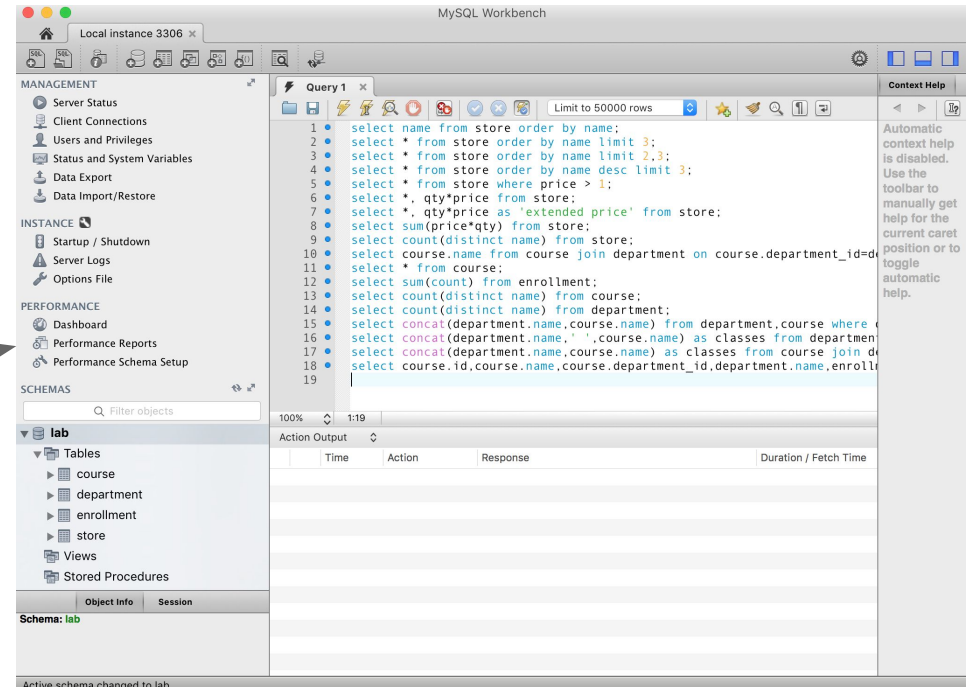 MySQL Workbench
Local instance 3306
MANAGEMENT
Server Status
Client Connections
Users and Privileges
Status and System Variables
Data Export
Data Import/Restore
INSTANCE
Startup / Shutdown
Server Logs
Options File
PERFORMANCE
Dashboard
Performance Reports
Performance Schema Setup
SCHEMAS
Filter objects
lab
Tables
course
department
enrollment
store
Views
Stored Procedures
Object Info Session
Schema: lab
Active schema changed to lab
Query 1
Limit to 50000 rows
1 select name from store order by name;
2 select * from store order by name limit 3;
3 select * from store order by name limit 2,3;
4 select * from store order by name desc limit 3;
5 select * from store where price > 1;
6 select *, qty*price from store;
7 select *, qty*price as 'extended price' from store;
8 select sum(price*qty) from store;
9 select count(distinct name) from store;
10 select course.name from course join department on course.department_id=de
11 select * from course;
12 select sum(count) from enrollment;
13 select count(distinct name) from course;
14 select count(distinct name) from department;
15 select concat(department.name,course.name) from department,course where
16 select concat(department.name,' ',course.name) as classes from department
17 select concat(department.name,course.name) as classes from course join de
18 select course.id,course.name,course.department_id,department.name,enroll
19
100% 1:19
Action Output
Time Action Response Duration / Fetch Time
Context Help
Automatic
context help
is disabled.
Use the
toolbar to
manually get
help for the
current caret
position or to
toggle
automatic
help.